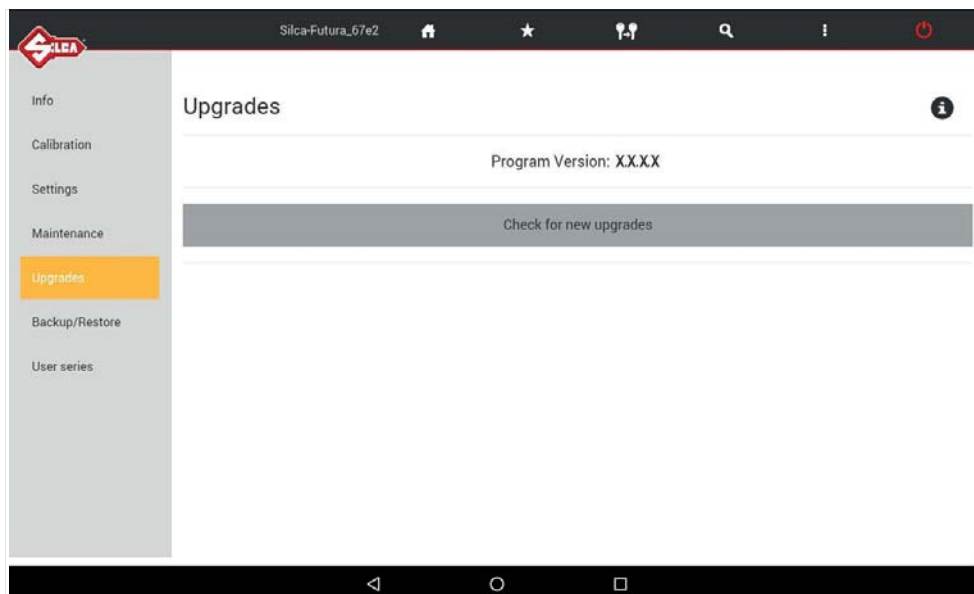 SILCA
Silca-Futura_67e2
Info
Calibration
Settings
Maintenance
Upgrades
Backup/Restore
User series
Upgrades
Program Version: X.X.X.X
Check for new upgrades